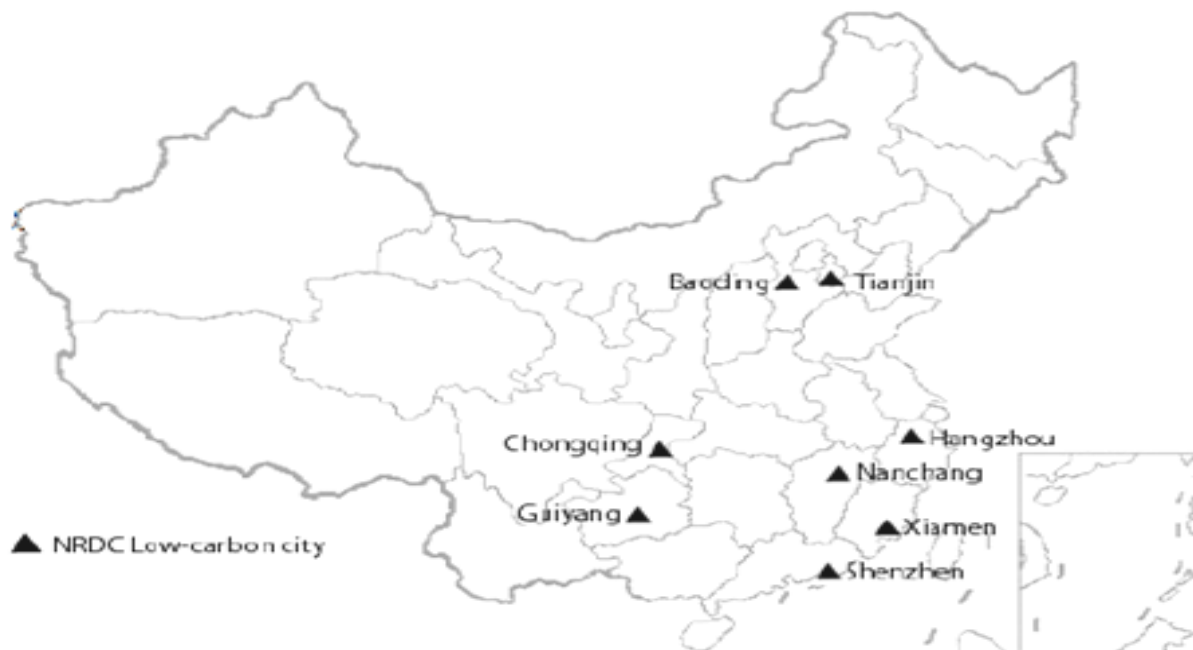 Baoding
Tianjin
Chongqing
Hangzhou
Nanchang
Guiyang
Xiamen
NRDC Low-carbon city
Shenzhen